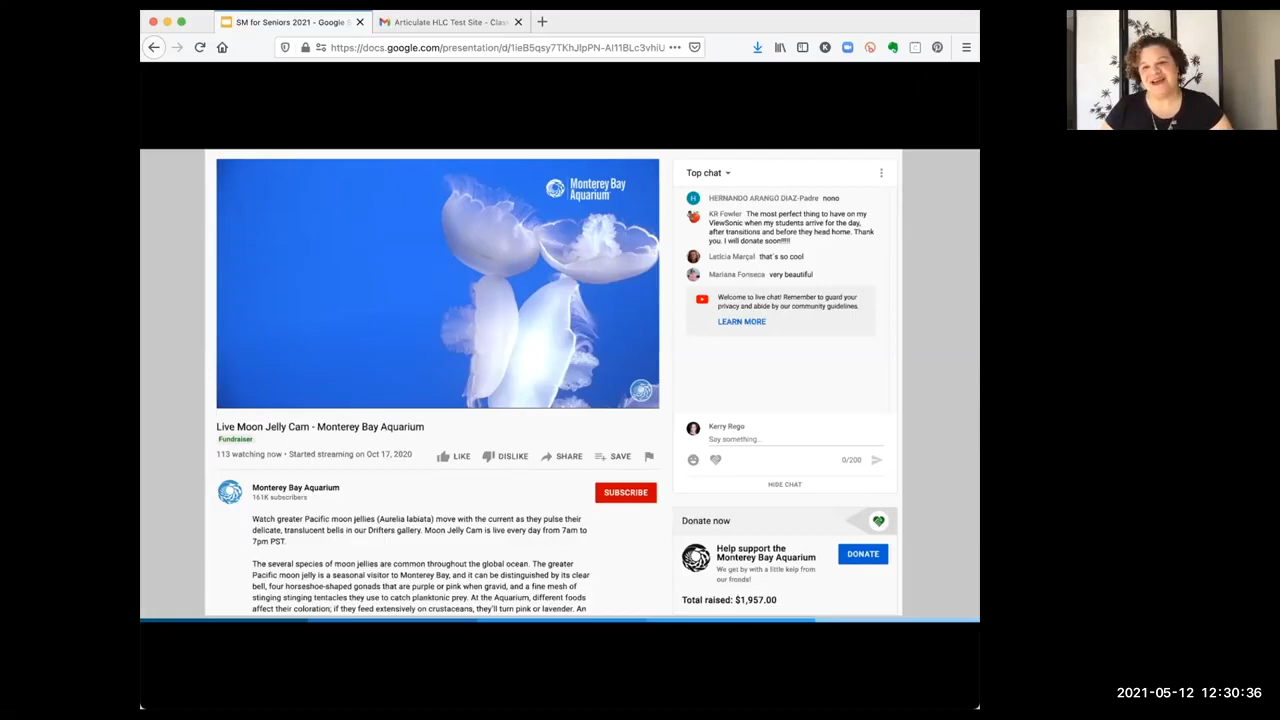 SM for Seniors 2021 - Google S
Articulate HLC Test Site - Clas
https://docs.google.com/presentation/d/1ieB5qsy7TKhJlpPN-AI11BLc3vhiU
Monterey Bay
Aquarium
Live Moon Jelly Cam - Monterey Bay Aquarium
Fundraiser
113 watching now • Started streaming on Oct 17, 2020
LIKE DISLIKE SHARE SAVE
Monterey Bay Aquarium
161K subscribers
SUBSCRIBE
Watch greater Pacific moon jellies (Aurelia labiata) move with the current as they pulse their
delicate, translucent bells in our Drifters gallery. Moon Jelly Cam is live every day from 7am to
7pm PST.
The several species of moon jellies are common throughout the global ocean. The greater
Pacific moon jelly is a seasonal visitor to Monterey Bay, and it can be distinguished by its clear
bell, four horseshoe-shaped gonads that are purple or pink when gravid, and a fine mesh of
stinging stinging tentacles they use to catch planktonic prey. At the Aquarium, different foods
affect their coloration; if they feed extensively on crustaceans, they'll turn pink or lavender. An
Top chat
H HERNANDO ARANGO DIAZ-Padre nono
KR Fowler The most perfect thing to have on my
ViewSonic when my students arrive for the day,
after transitions and before they head home. Thank
you. I will donate soon!!!!!
Letícia Marçal that´s so cool
Mariana Fonseca very beautiful
Welcome to live chat! Remember to guard your
privacy and abide by our community guidelines.
LEARN MORE
Kerry Rego
Say something...
0/200
HIDE CHAT
Donate now
Help support the
Monterey Bay Aquarium
We get by with a little kelp from
our fronds!
DONATE
Total raised: $1,957.00
2021-05-12 12:30:36